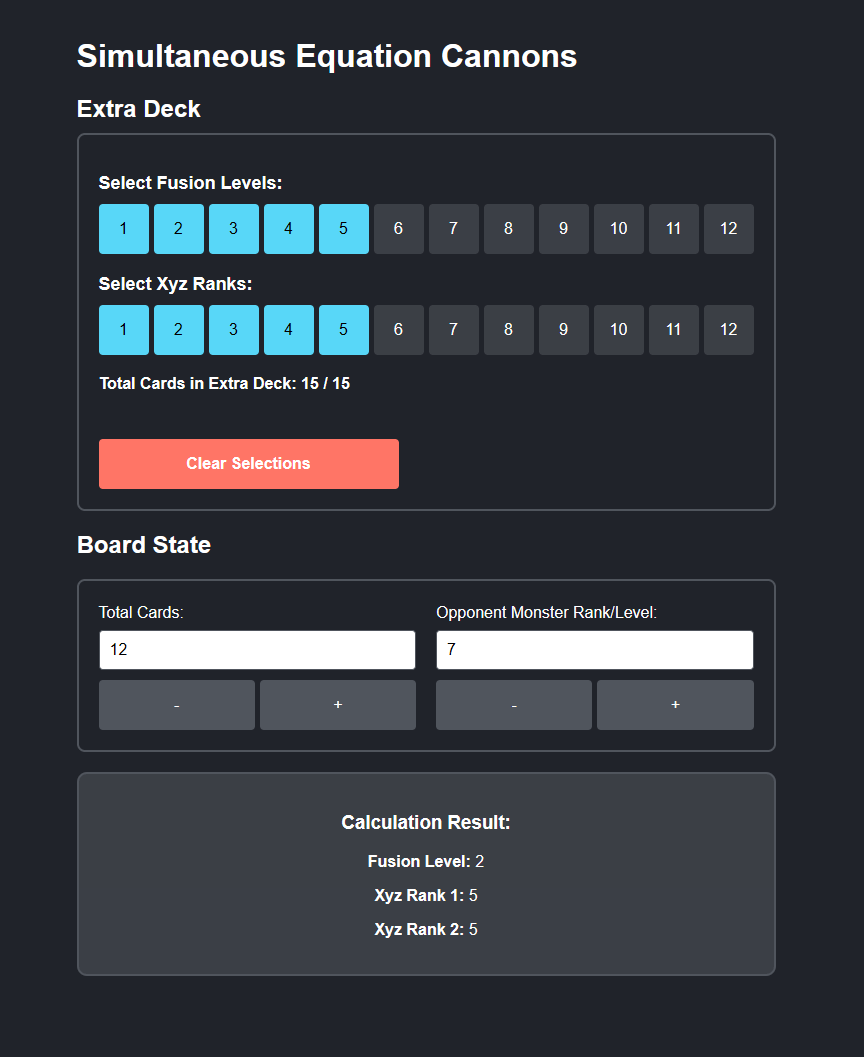 Simultaneous Equation Cannons
Extra Deck
Select Fusion Levels:
1 2 3 4 5 6 7 8 9 10 11 12
Select Xyz Ranks:
1 2 3 4 5 6 7 8 9 10 11 12
Total Cards in Extra Deck: 15 / 15
Clear Selections
Board State
Total Cards: Opponent Monster Rank/Level:
12 7
- + - +
Calculation Result:
Fusion Level: 2
Xyz Rank 1: 5
Xyz Rank 2: 5